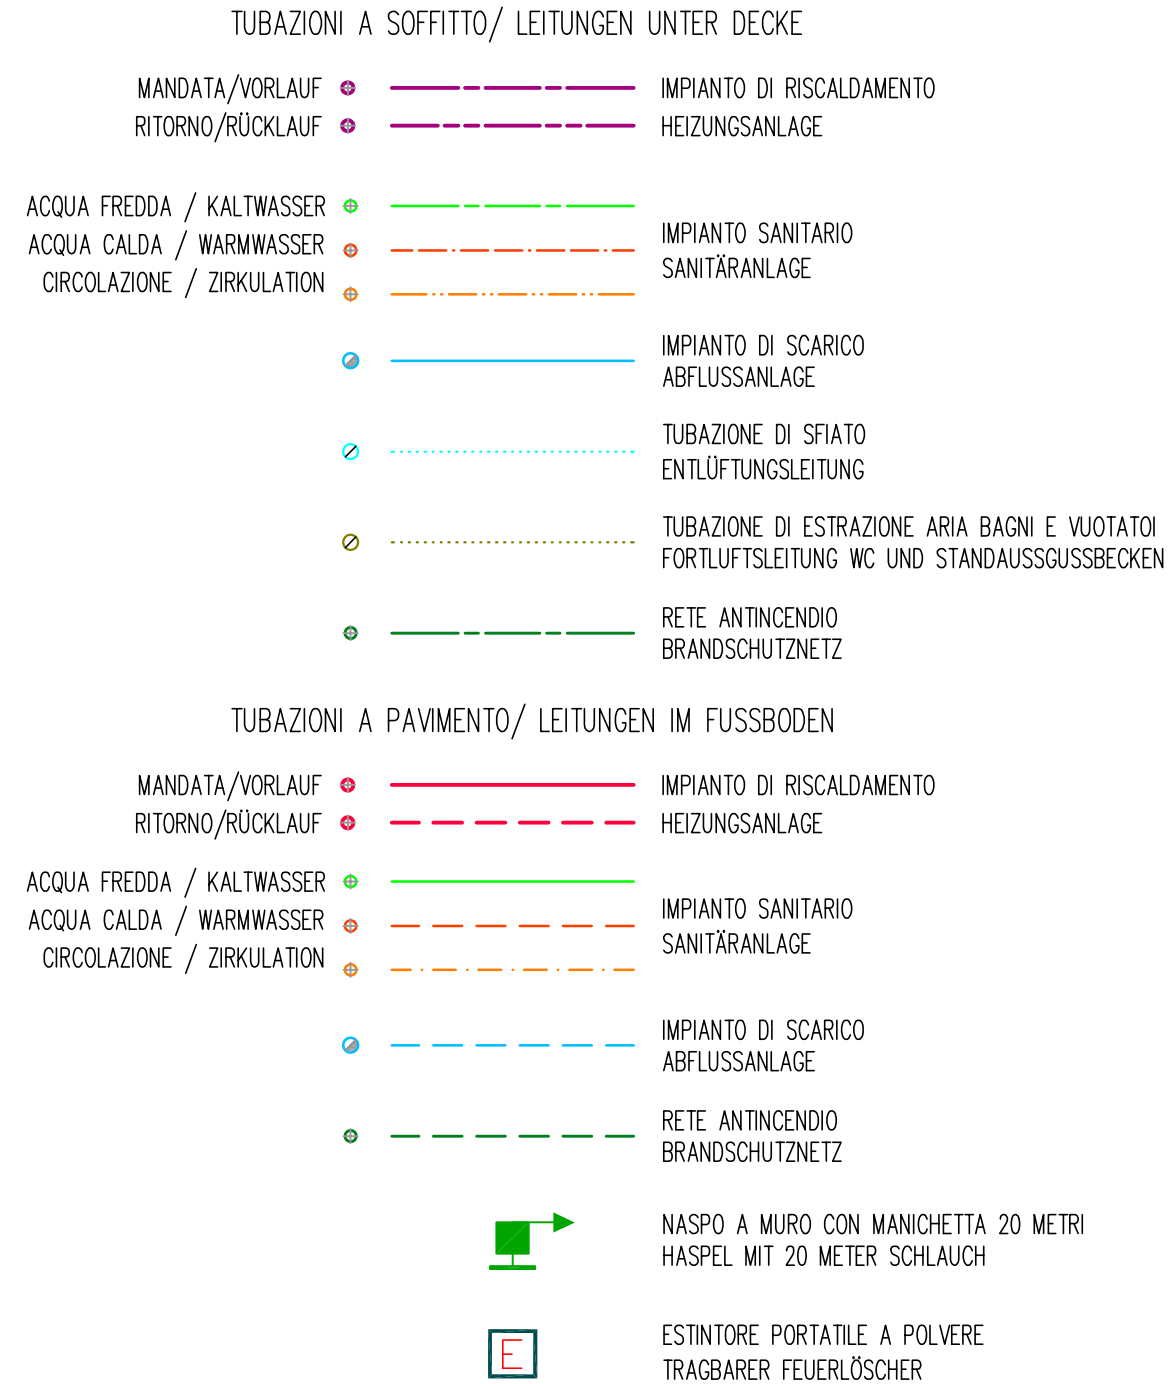 TUBAZIONI A SOFFITTO/ LEITUNGEN UNTER DECKE
MANDATA/VORLAUF
IMPIANTO DI RISCALDAMENTO
RITORNO/RÜCKLAUF
HEIZUNGSANLAGE
ACQUA FREDDA / KALTWASSER
ACQUA CALDA / WARMWASSER
CIRCOLAZIONE / ZIRKULATION
IMPIANTO SANITARIO
SANITÄRANLAGE
IMPIANTO DI SCARICO
ABFLUSSANLAGE
TUBAZIONE DI SFIATO
ENTLÜFTUNGSLEITUNG
TUBAZIONE DI ESTRAZIONE ARIA BAGNI E VUOTATOI
FORTLUFTSLEITUNG WC UND STANDAUSSGUSSBECKEN
RETE ANTINCENDIO
BRANDSCHUTZNETZ
TUBAZIONI A PAVIMENTO/ LEITUNGEN IM FUSSBODEN
MANDATA/VORLAUF
IMPIANTO DI RISCALDAMENTO
RITORNO/RÜCKLAUF
HEIZUNGSANLAGE
ACQUA FREDDA / KALTWASSER
ACQUA CALDA / WARMWASSER
CIRCOLAZIONE / ZIRKULATION
IMPIANTO SANITARIO
SANITÄRANLAGE
IMPIANTO DI SCARICO
ABFLUSSANLAGE
RETE ANTINCENDIO
BRANDSCHUTZNETZ
NASPO A MURO CON MANICHETTA 20 METRI
HASPEL MIT 20 METER SCHLAUCH
E
ESTINTORE PORTATILE A POLVERE
TRAGBARER FEUERLÖSCHER